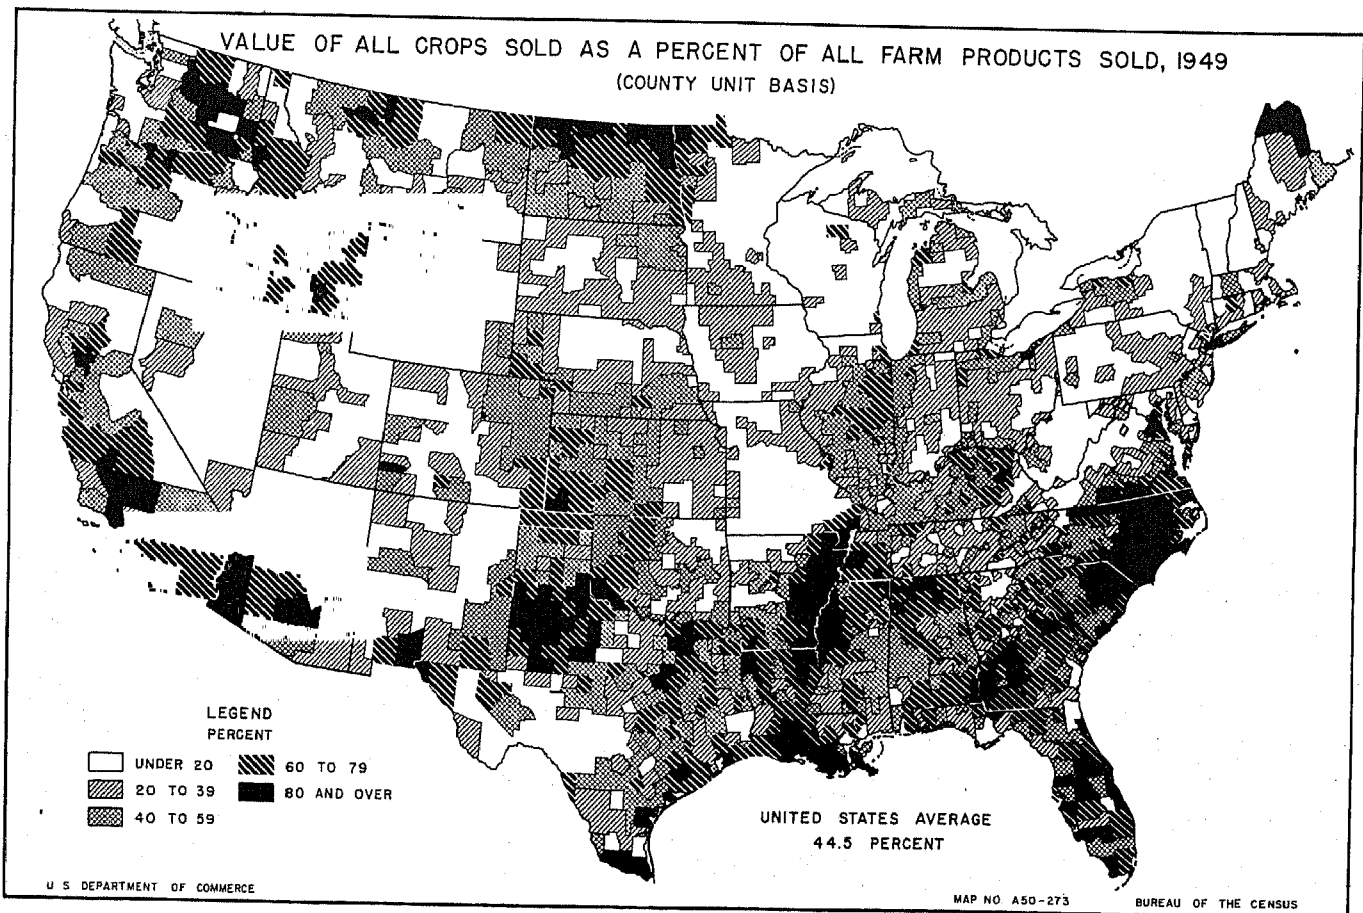 VALUE OF ALL CROPS SOLD AS A PERCENT OF ALL FARM PRODUCTS SOLD, 1949
(COUNTY UNIT BASIS)
LEGEND
PERCENT
UNDER 20
60 TO 79
20 TO 39
80 AND OVER
40 TO 59
UNITED STATES AVERAGE
44.5 PERCENT
U S DEPARTMENT OF COMMERCE
MAP NO. A50-273
BUREAU OF THE CENSUS